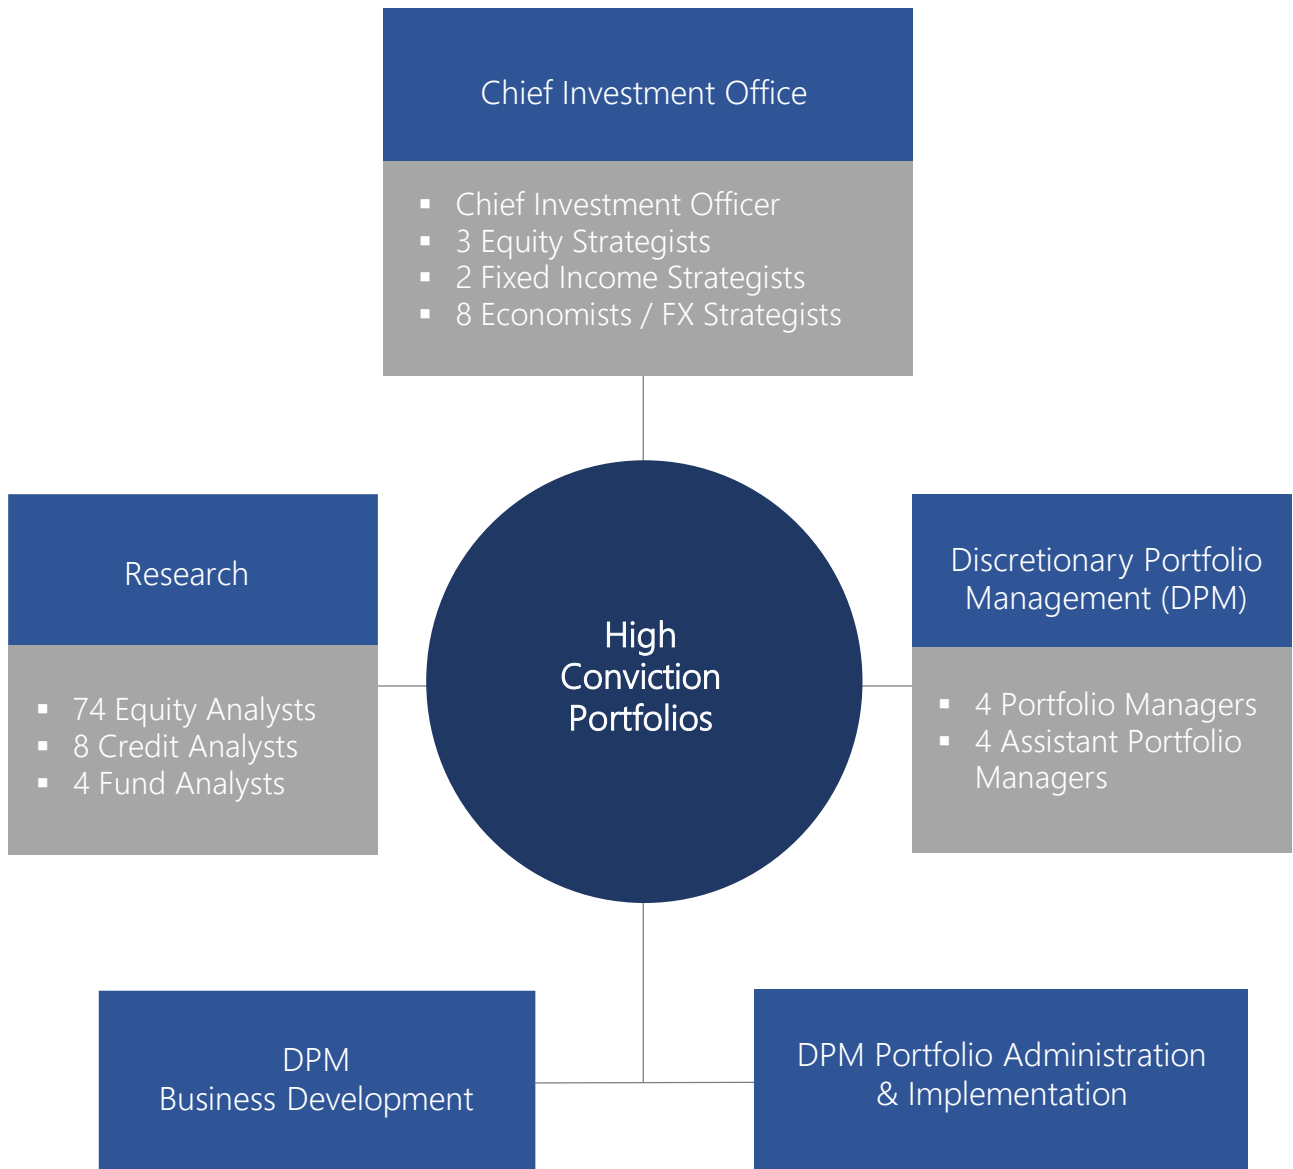 Chief Investment Office
▪ Chief Investment Officer
▪ 3 Equity Strategists
▪ 2 Fixed Income Strategists
▪ 8 Economists / FX Strategists
Research
▪ 74 Equity Analysts
▪ 8 Credit Analysts
▪ 4 Fund Analysts
High
Conviction
Portfolios
Discretionary Portfolio
Management (DPM)
▪ 4 Portfolio Managers
▪ 4 Assistant Portfolio
Managers
DPM
Business Development
DPM Portfolio Administration
& Implementation